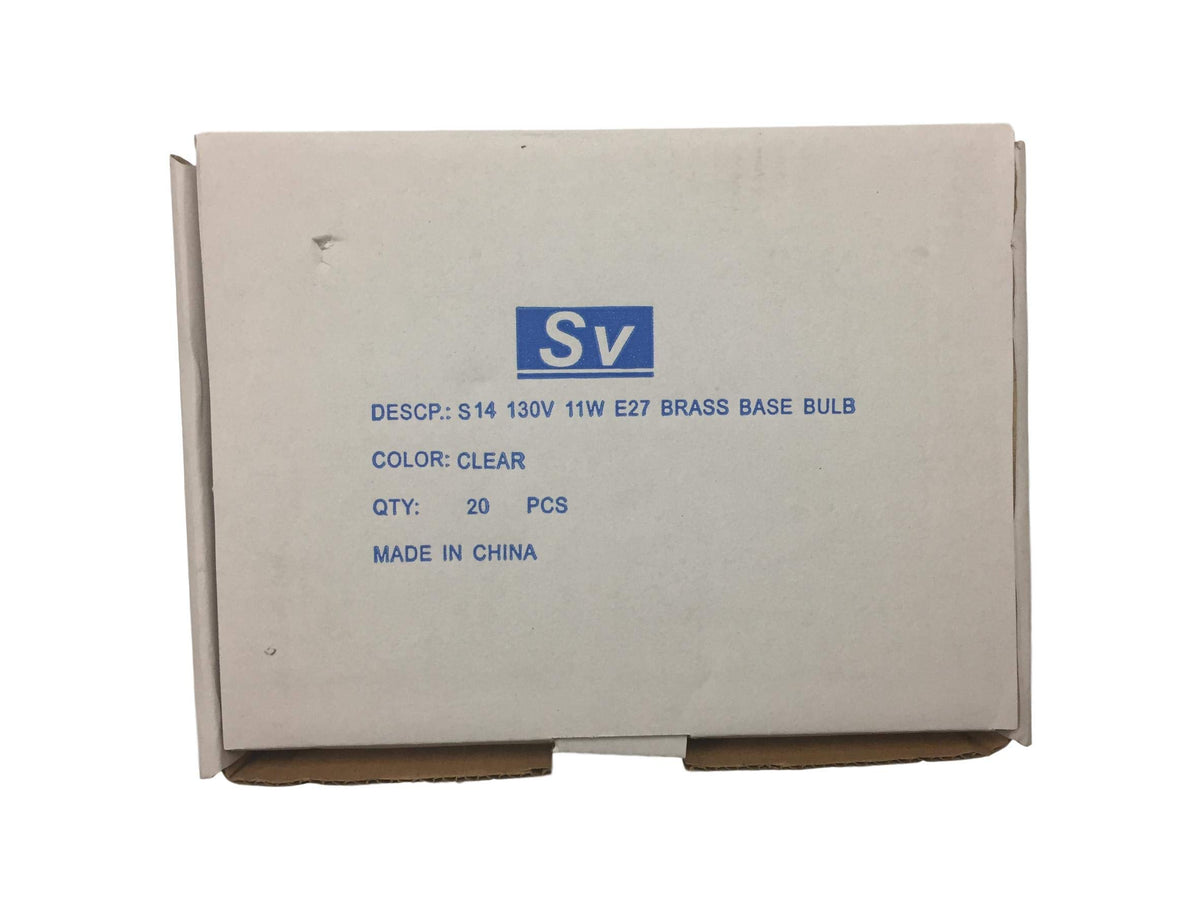 Sv
DESCP.: S14 130V 11W E27 BRASS BASE BULB
COLOR: CLEAR
QTY: 20 PCS
MADE IN CHINA